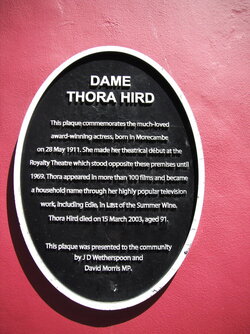 DAME
THORA HIRD
This plaque commemorates the much-loved
award-winning actress, born in Morecambe
on 28 May 1911. She made her theatrical debut at the
Royalty Theatre which stood opposite these premises until
1969. Thora appeared in more than 100 films and became
a household name through her highly popular television
work, including Edie, in Last of the Summer Wine.
Thora Hird died on 15 March 2003, aged 91.
This plaque was presented to the community
by J D Wetherspoon and
David Morris MP.